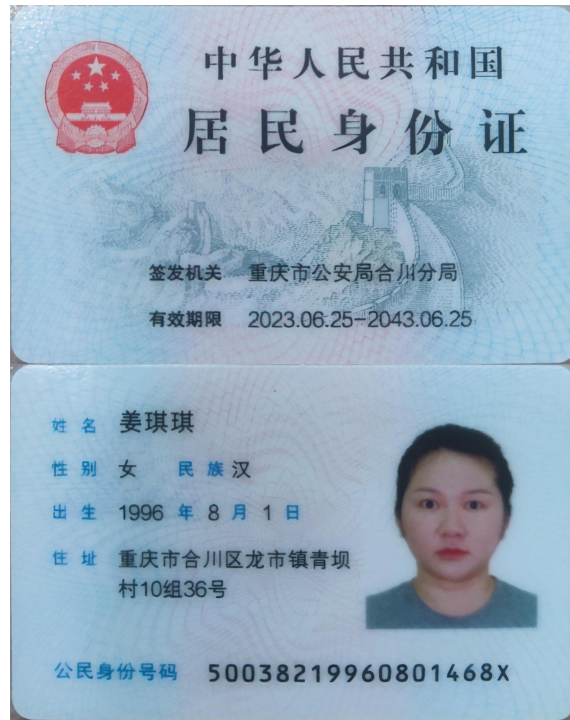 中华人民共和国
居民身份证
签发机关 重庆市公安局合川分局
有效期限 2023.06.25-2043.06.25
姓名 姜琪琪
性别 女 民族 汉
出生 1996 年 8 月 1 日
住址 重庆市合川区龙市镇青坝
村10组36号
公民身份号码 50038219960801468X